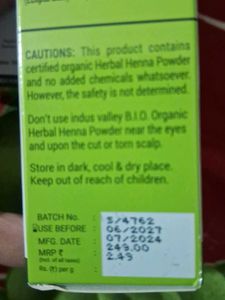 CAUTIONS: This product contains
certified organic Herbal Henna Powder
and no added chemicals whatsoever.
However, the safety is not determined.
Don't use indus valley B.I.O. Organic
Herbal Henna Powder near the eyes
and upon the cut or torn scalp.
Store in dark, cool & dry place.
Keep out of reach of children.
BATCH No. : S/4762
USE BEFORE : 06/2027
MFG. DATE : 07/2024
MRP ₹ : 249.00
(Incl. of all taxes)
Rs. (₹) per g : 2.49